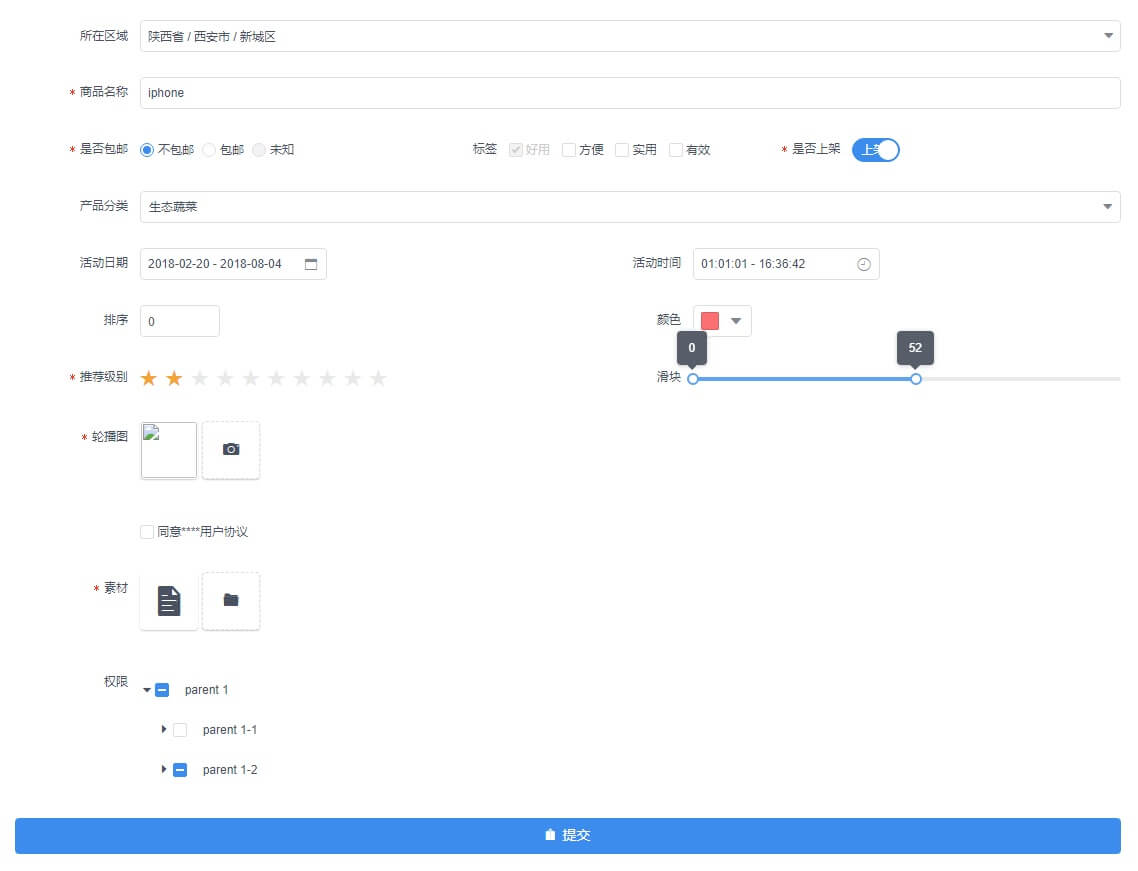 所在区域 陕西省 / 西安市 / 新城区
* 商品名称 iphone
* 是否包邮 不包邮 包邮 未知 标签 好用 方便 实用 有效 * 是否上架
产品分类 生态蔬菜
活动日期 2018-02-20 - 2018-08-04 活动时间 01:01:01 - 16:36:42
排序 0 颜色
0 52
* 推荐级别 滑块
* 轮播图
同意****用户协议
* 素材
权限 parent 1
parent 1-1
parent 1-2
提交